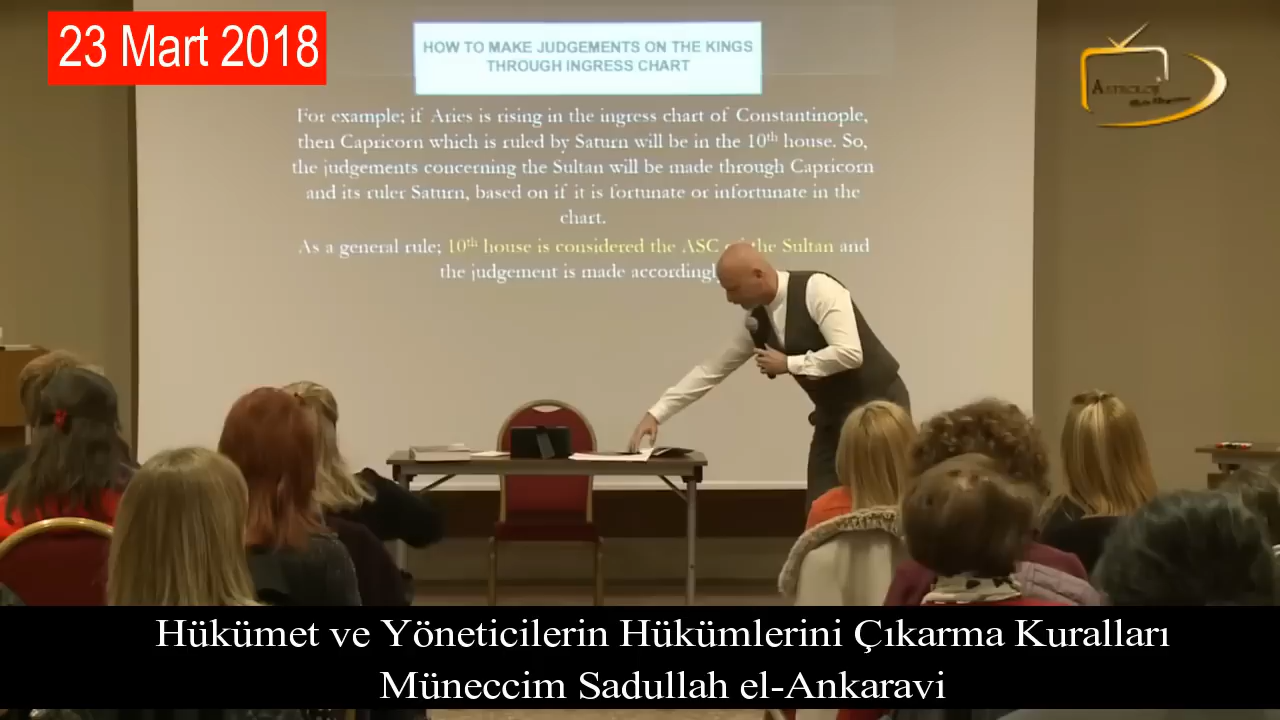 23 Mart 2018
HOW TO MAKE JUDGEMENTS ON THE KINGS
THROUGH INGRESS CHART
For example; if Aries is rising in the ingress chart of Constantinople,
then Capricorn which is ruled by Saturn will be in the 10th house. So,
the judgements concerning the Sultan will be made through Capricorn
and its ruler Saturn, based on if it is fortunate or infortunate in the
chart.
As a general rule; 10th house is considered the ASC of the Sultan and
the judgement is made accordingly
Hükümet ve Yöneticilerin Hükümlerini Çıkarma Kuralları
Müneccim Sadullah el-Ankaravi